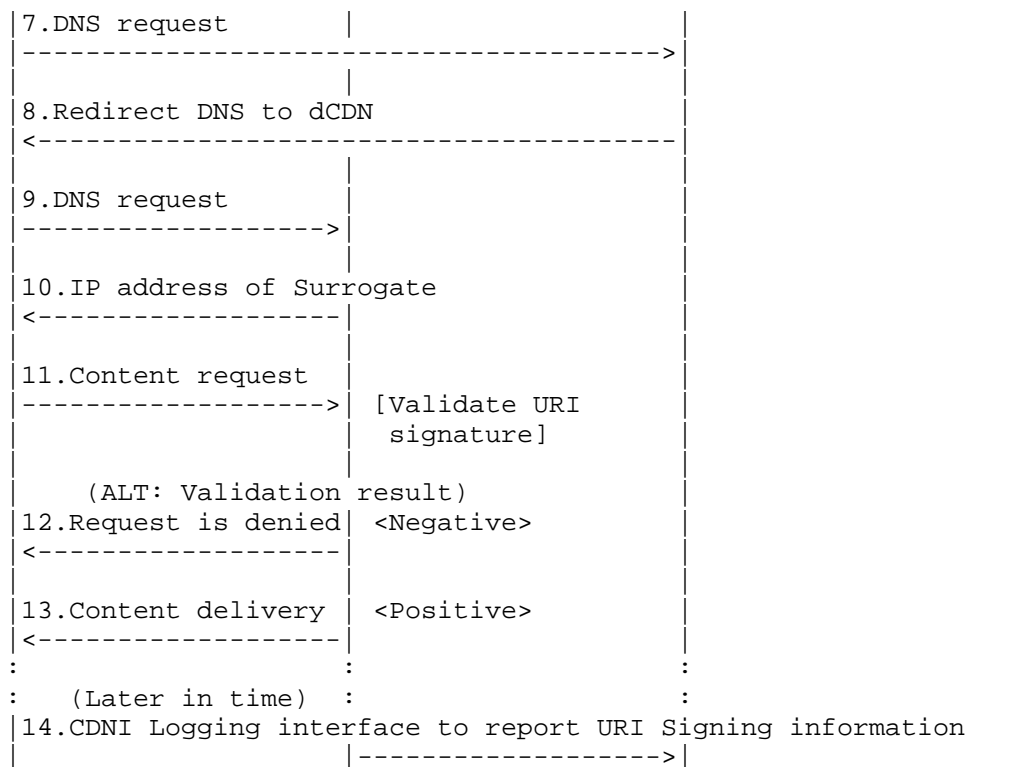 7.DNS request
8.Redirect DNS to dCDN
9.DNS request
10.IP address of Surrogate
11.Content request
[Validate URI
signature]
(ALT: Validation result)
12.Request is denied <Negative>
13.Content delivery <Positive>
(Later in time)
14.CDNI Logging interface to report URI Signing information